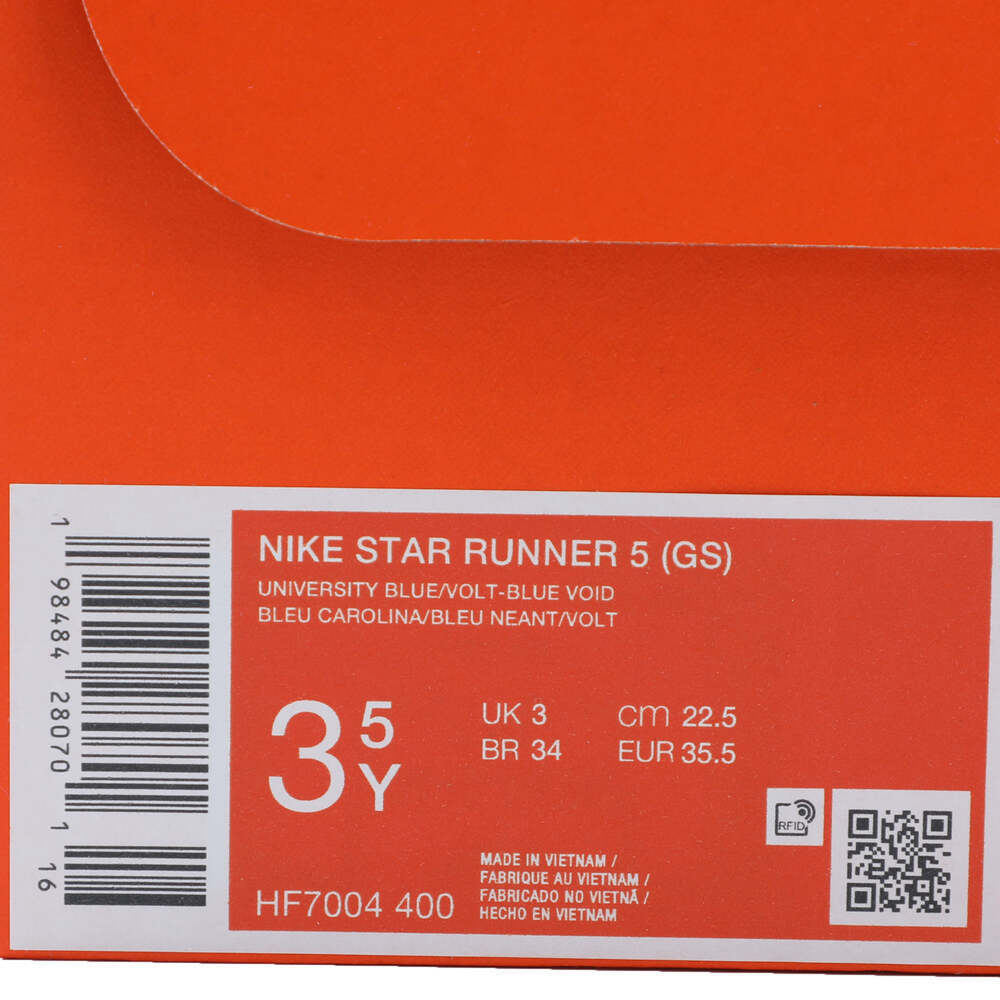 1 98484 28070 1 16
NIKE STAR RUNNER 5 (GS)
UNIVERSITY BLUE/VOLT-BLUE VOID
BLEU CAROLINA/BLEU NEANT/VOLT
3 5 Y
UK 3 cm 22.5
BR 34 EUR 35.5
RFID
MADE IN VIETNAM /
FABRIQUE AU VIETNAM /
FABRICADO NO VIETNÃ /
HECHO EN VIETNAM
HF7004 400